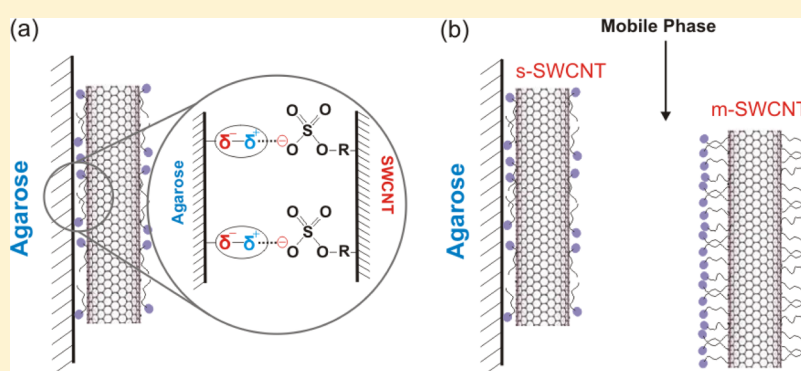 (a)
Agarose
Agarose
δ⁻ δ⁺ ⊖
O O
S
O O-R
SWCNT
δ⁻ δ⁺ ⊖
O O
S
O O-R
(b)
Mobile Phase
s-SWCNT
m-SWCNT
Agarose